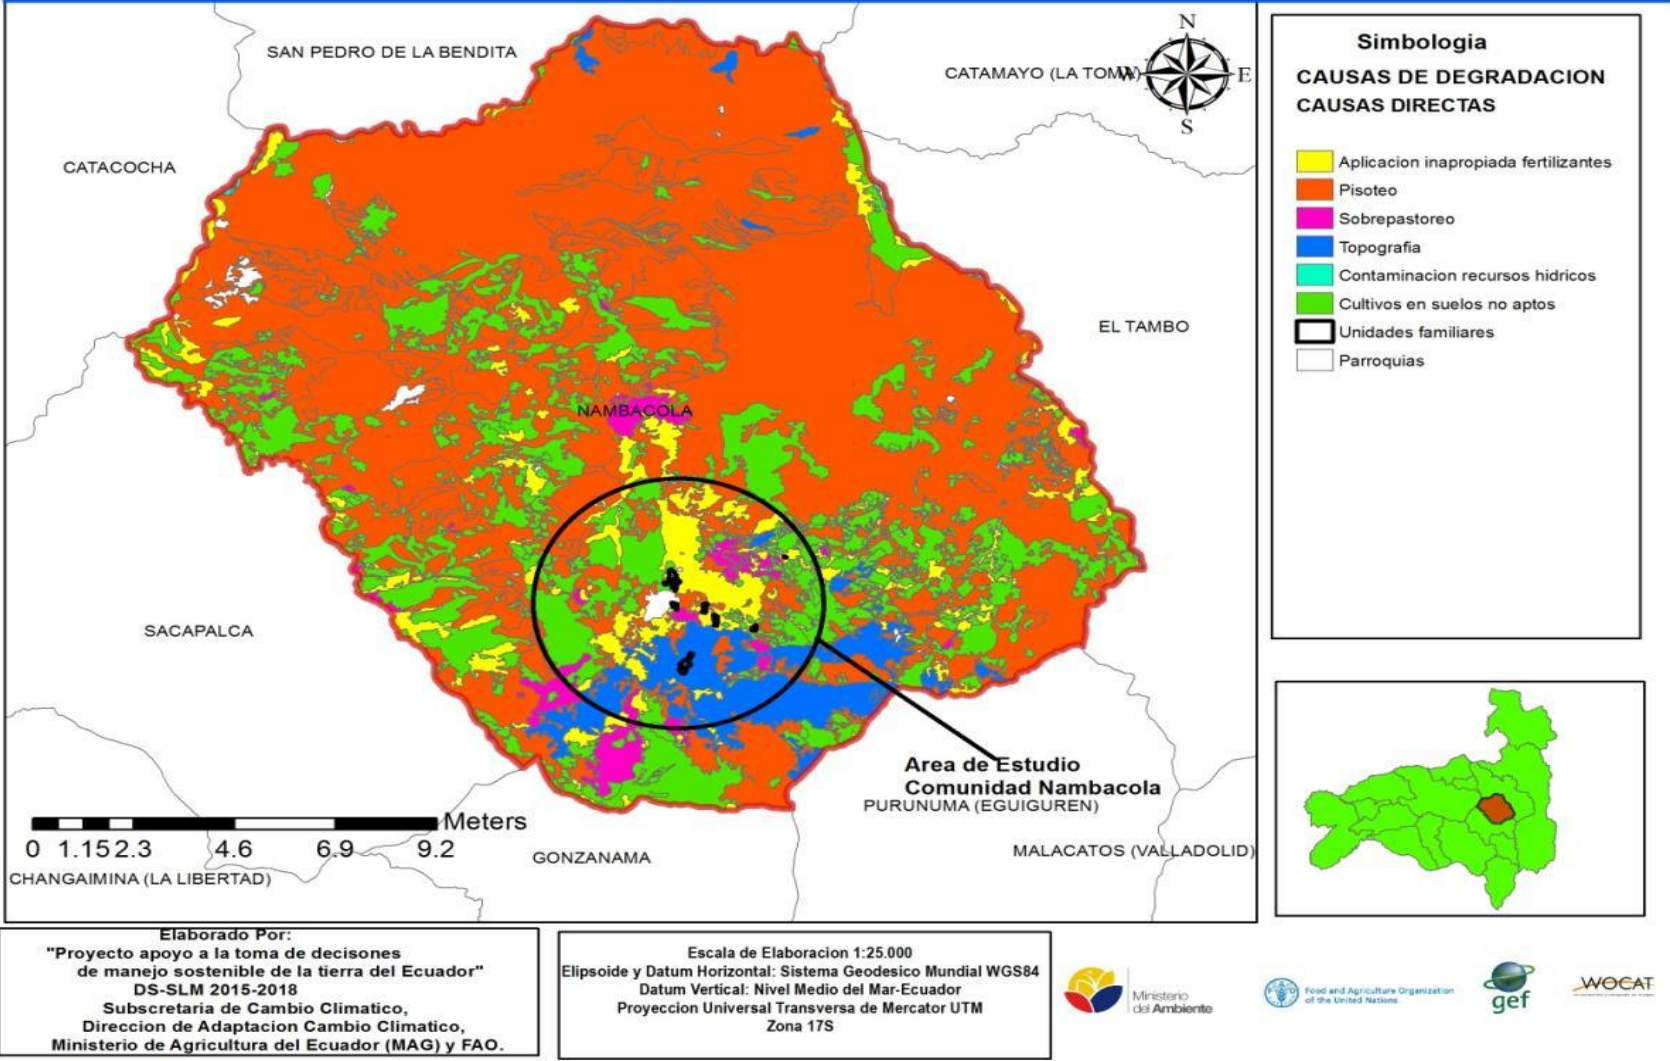 SAN PEDRO DE LA BENDITA
CATAMAYO (LA TOMA)
N
W
E
S
CATACOCHA
EL TAMBO
NAMBACOLA
SACAPALCA
Area de Estudio
Comunidad Nambacola
PURUNUMA (EGUIGUREN)
MALACATOS (VALLADOLID)
GONZANAMA
CHANGAIMINA (LA LIBERTAD)
Meters
0 1.15 2.3 4.6 6.9 9.2
Simbologia
CAUSAS DE DEGRADACION
CAUSAS DIRECTAS
Aplicacion inapropiada fertilizantes
Pisoteo
Sobrepastoreo
Topografia
Contaminacion recursos hidricos
Cultivos en suelos no aptos
Unidades familiares
Parroquias
Elaborado Por:
"Proyecto apoyo a la toma de decisones
de manejo sostenible de la tierra del Ecuador"
DS-SLM 2015-2018
Subscretaria de Cambio Climatico,
Direccion de Adaptacion Cambio Climatico,
Ministerio de Agricultura del Ecuador (MAG) y FAO.
Escala de Elaboracion 1:25.000
Elipsoide y Datum Horizontal: Sistema Geodesico Mundial WGS84
Datum Vertical: Nivel Medio del Mar-Ecuador
Proyeccion Universal Transversa de Mercator UTM
Zona 17S
Ministerio
del Ambiente
Food and Agriculture Organization
of the United Nations
gef
WOCAT